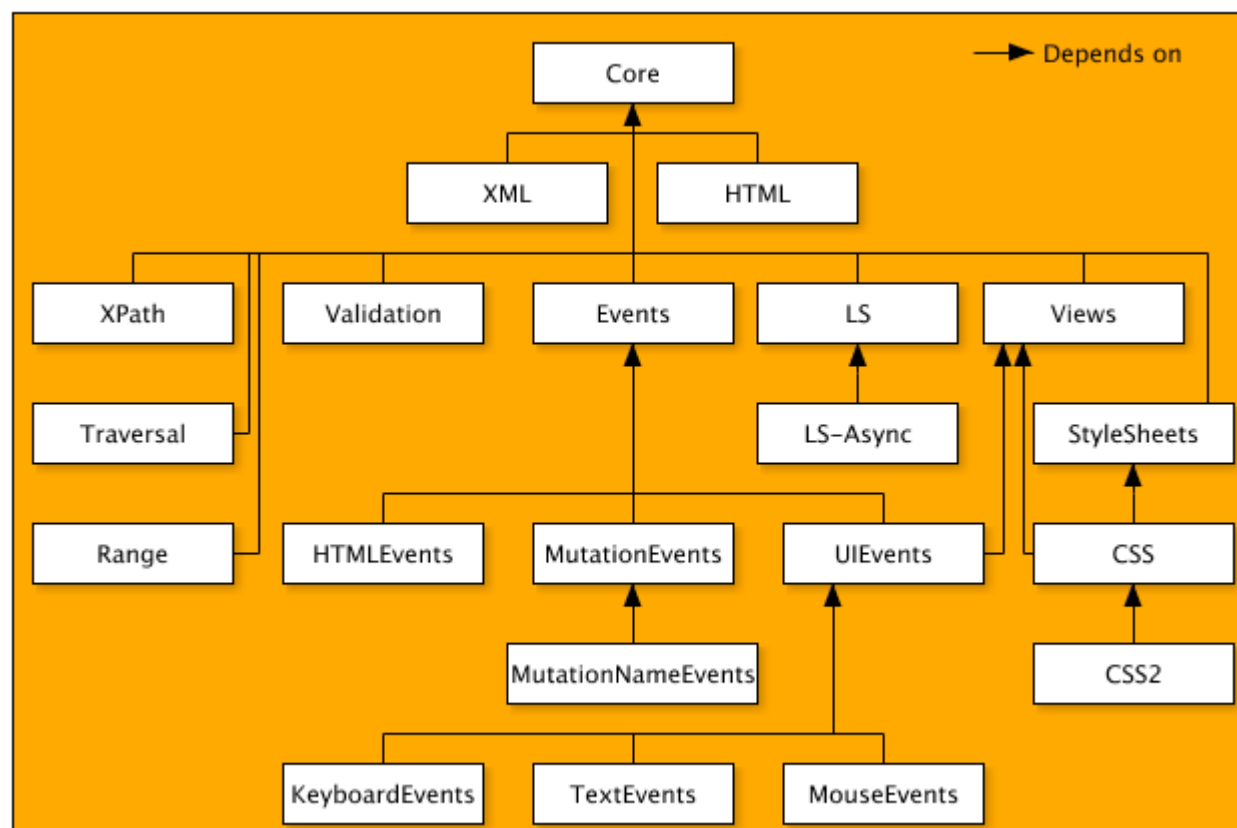 Core
Depends on
XML
HTML
XPath
Validation
Events
LS
Views
Traversal
LS-Async
StyleSheets
Range
HTMLEvents
MutationEvents
UIEvents
CSS
MutationNameEvents
CSS2
KeyboardEvents
TextEvents
MouseEvents